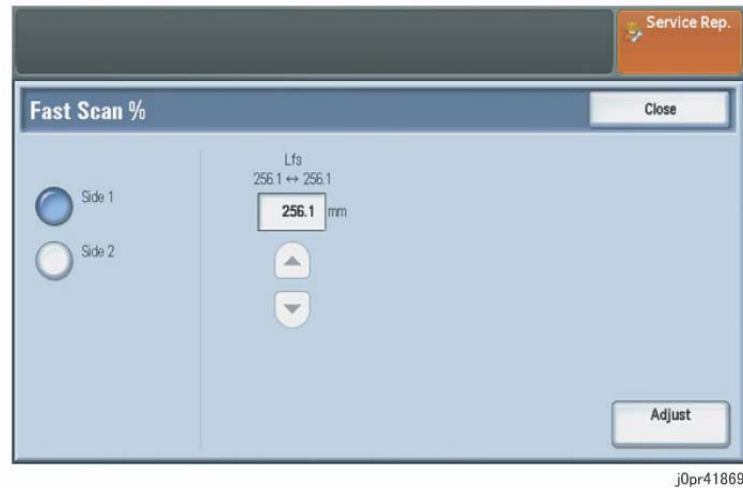 Service Rep.
Fast Scan %
Close
Lfs
256.1 ↔ 256.1
256.1 mm
Side 1
Side 2
Adjust
j0pr41869